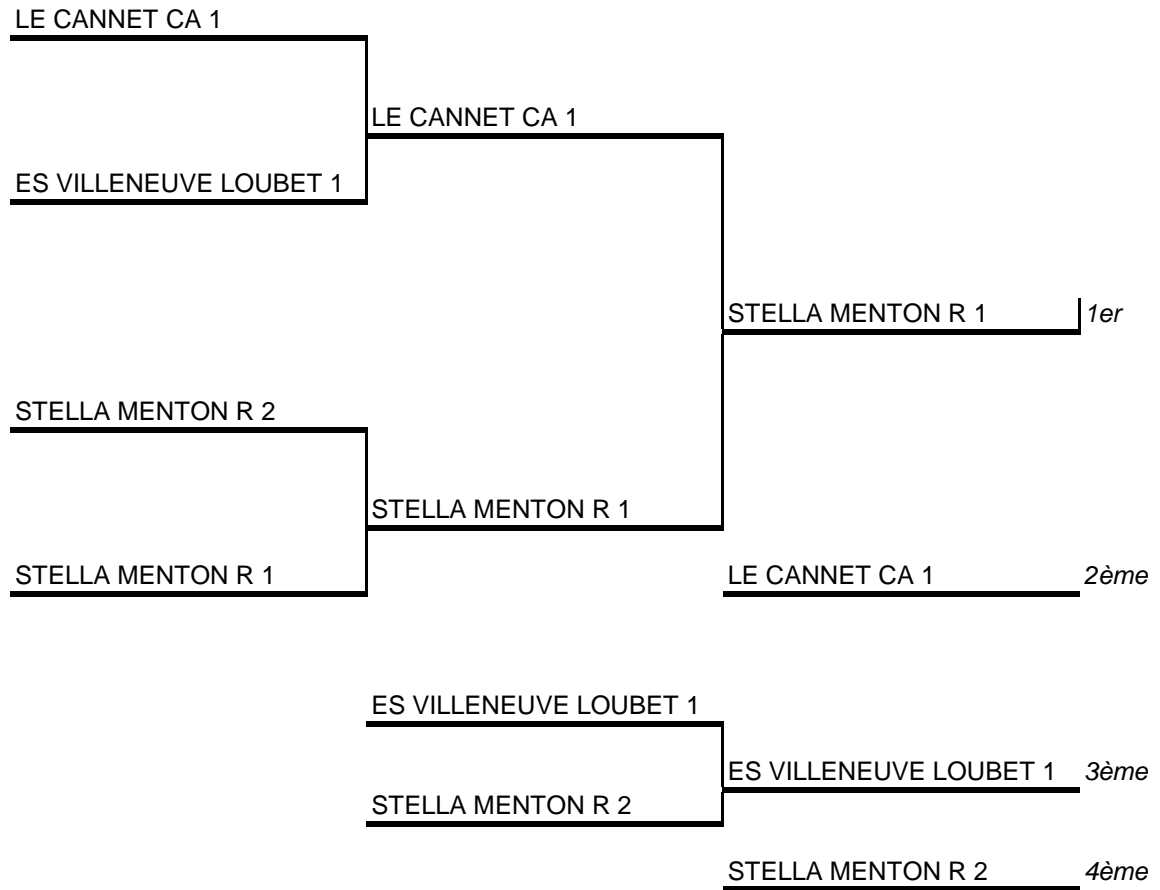 LE CANNET CA 1
LE CANNET CA 1
ES VILLENEUVE LOUBET 1
STELLA MENTON R 1 1er
STELLA MENTON R 2
STELLA MENTON R 1
STELLA MENTON R 1
LE CANNET CA 1 2ème
ES VILLENEUVE LOUBET 1
ES VILLENEUVE LOUBET 1 3ème
STELLA MENTON R 2
STELLA MENTON R 2 4ème